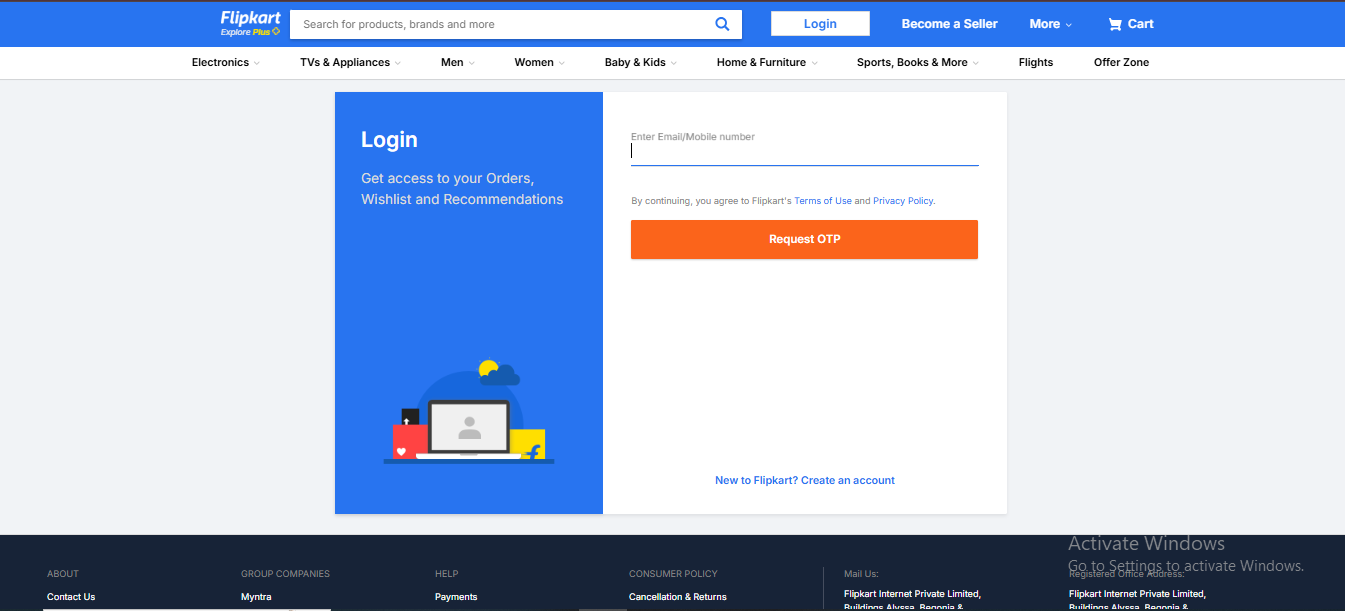 Flipkart
Explore Plus
Search for products, brands and more
Login
Become a Seller
More
Cart
Electronics
TVs & Appliances
Men
Women
Baby & Kids
Home & Furniture
Sports, Books & More
Flights
Offer Zone
Login
Get access to your Orders,
Wishlist and Recommendations
Enter Email/Mobile number
By continuing, you agree to Flipkart's Terms of Use and Privacy Policy.
Request OTP
New to Flipkart? Create an account
Activate Windows
Go to Settings to activate Windows.
ABOUT
Contact Us
GROUP COMPANIES
Myntra
HELP
Payments
CONSUMER POLICY
Cancellation & Returns
Mail Us:
Flipkart Internet Private Limited,
Buildings Alyssa, Begonia &
Registered Office Address:
Flipkart Internet Private Limited,
Buildings Alyssa, Begonia &